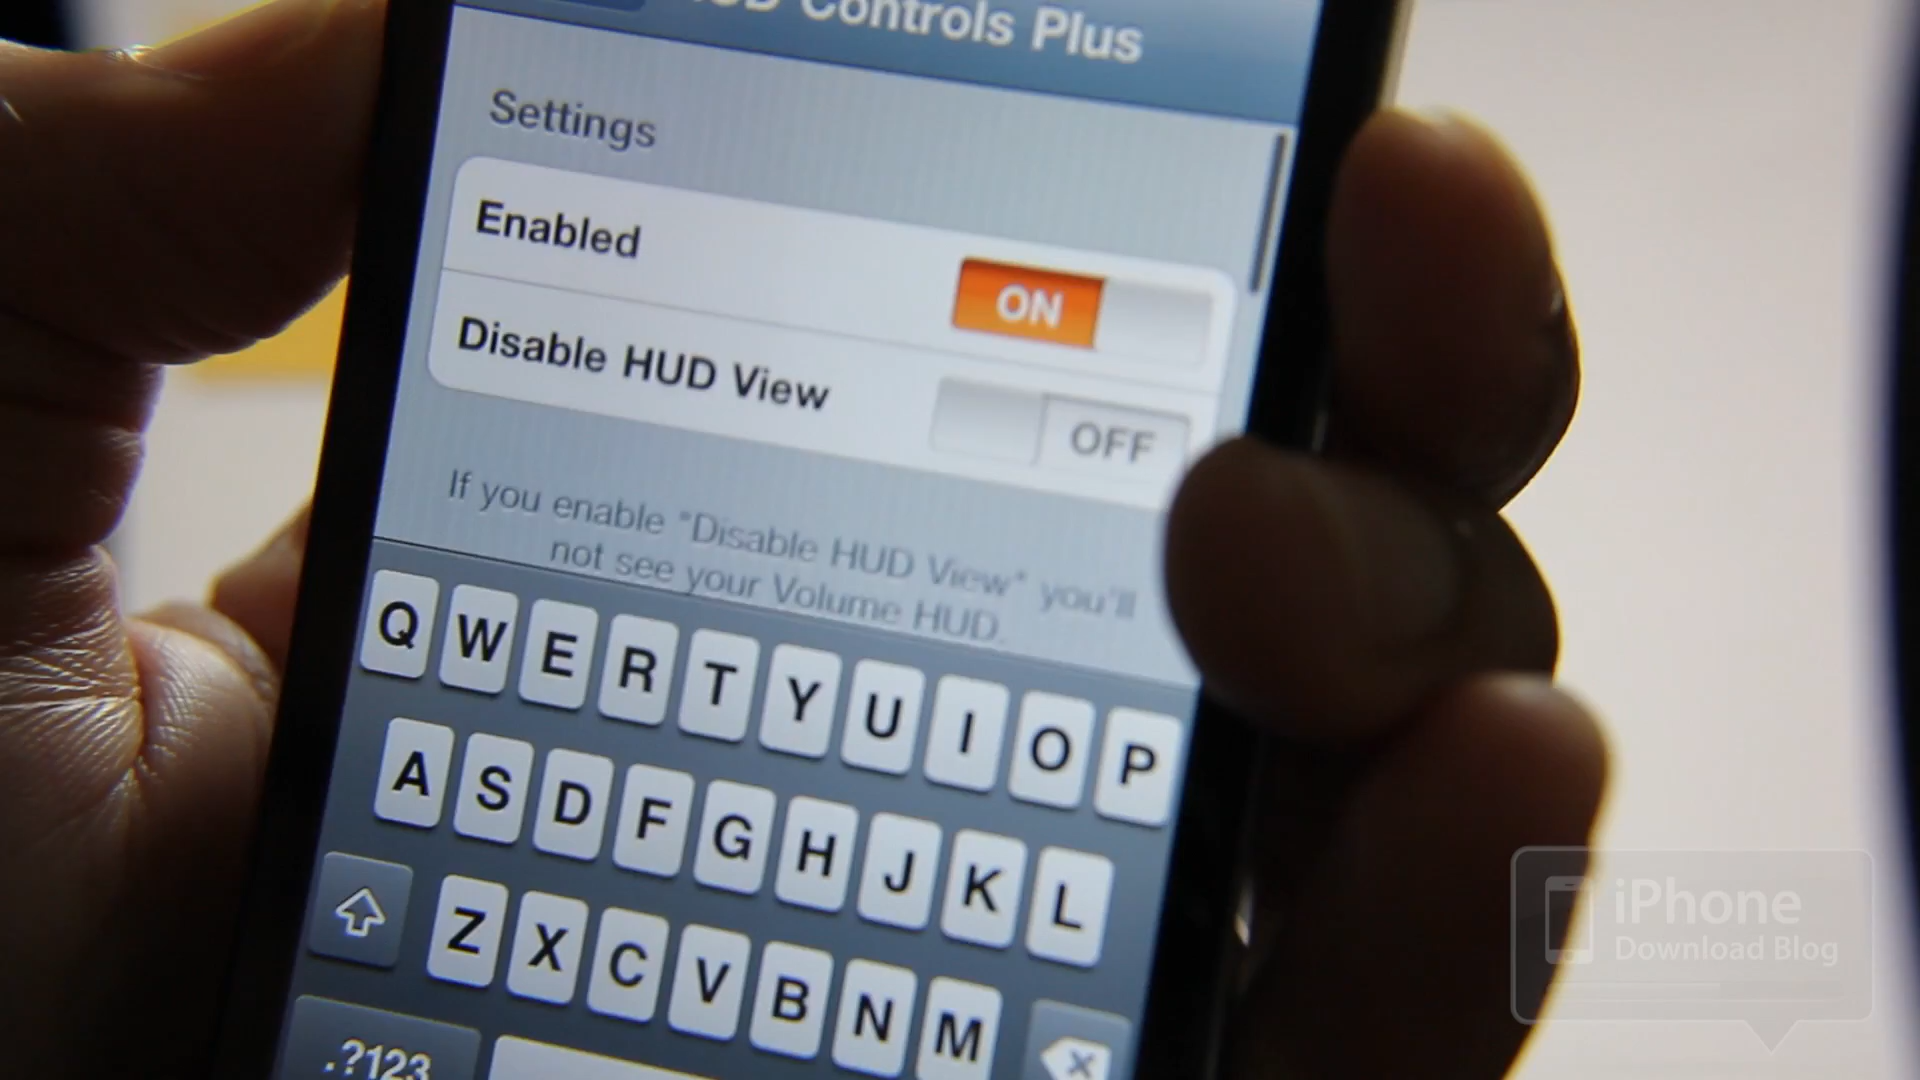 Controls Plus
Settings
Enabled
ON
Disable HUD View
OFF
If you enable "Disable HUD View" you'll
not see your Volume HUD.
Q W E R T Y U I O P
A S D F G H J K L
Z X C V B N M
.?123
iPhone
Download Blog